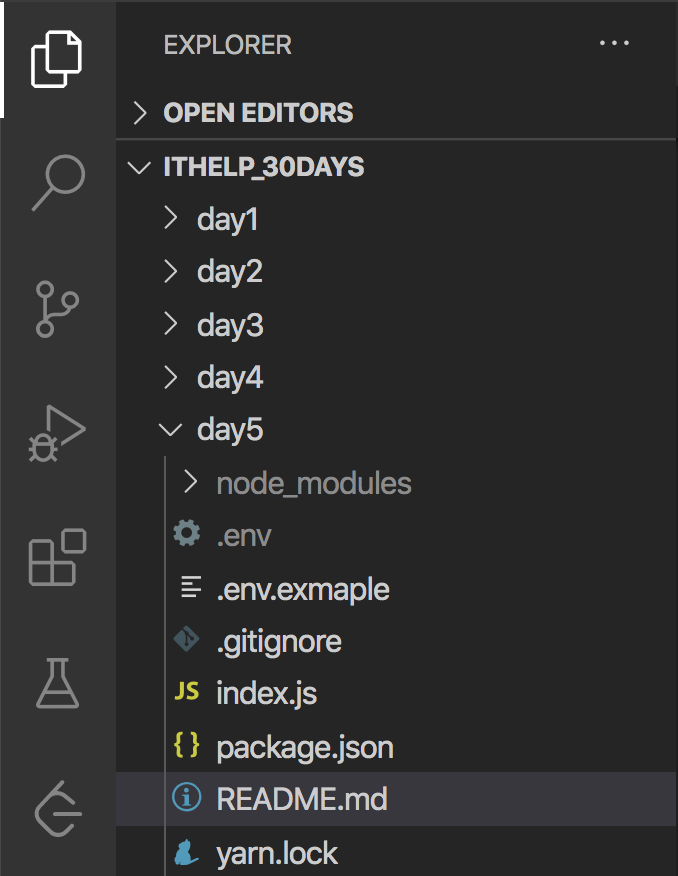 EXPLORER
OPEN EDITORS
ITHELP_30DAYS
day1
day2
day3
day4
day5
node_modules
.env
.env.exmaple
.gitignore
JS index.js
{} package.json
README.md
yarn.lock